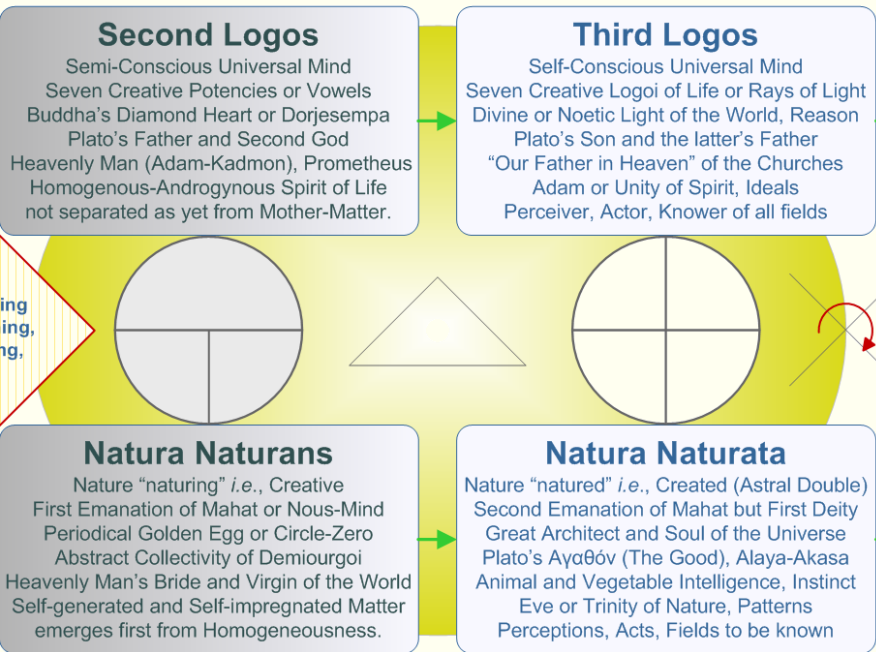 Second Logos
Semi-Conscious Universal Mind
Seven Creative Potencies or Vowels
Buddha's Diamond Heart or Dorjesempa
Plato's Father and Second God
Heavenly Man (Adam-Kadmon), Prometheus
Homogenous-Androgynous Spirit of Life
not separated as yet from Mother-Matter.
Third Logos
Self-Conscious Universal Mind
Seven Creative Logoi of Life or Rays of Light
Divine or Noetic Light of the World, Reason
Plato's Son and the latter's Father
“Our Father in Heaven” of the Churches
Adam or Unity of Spirit, Ideals
Perceiver, Actor, Knower of all fields
Natura Naturans
Nature “naturing” i.e., Creative
First Emanation of Mahat or Nous-Mind
Periodical Golden Egg or Circle-Zero
Abstract Collectivity of Demiourgoi
Heavenly Man's Bride and Virgin of the World
Self-generated and Self-impregnated Matter
emerges first from Homogeneousness.
Natura Naturata
Nature “natured” i.e., Created (Astral Double)
Second Emanation of Mahat but First Deity
Great Architect and Soul of the Universe
Plato's Αγαθόν (The Good), Alaya-Akasa
Animal and Vegetable Intelligence, Instinct
Eve or Trinity of Nature, Patterns
Perceptions, Acts, Fields to be known